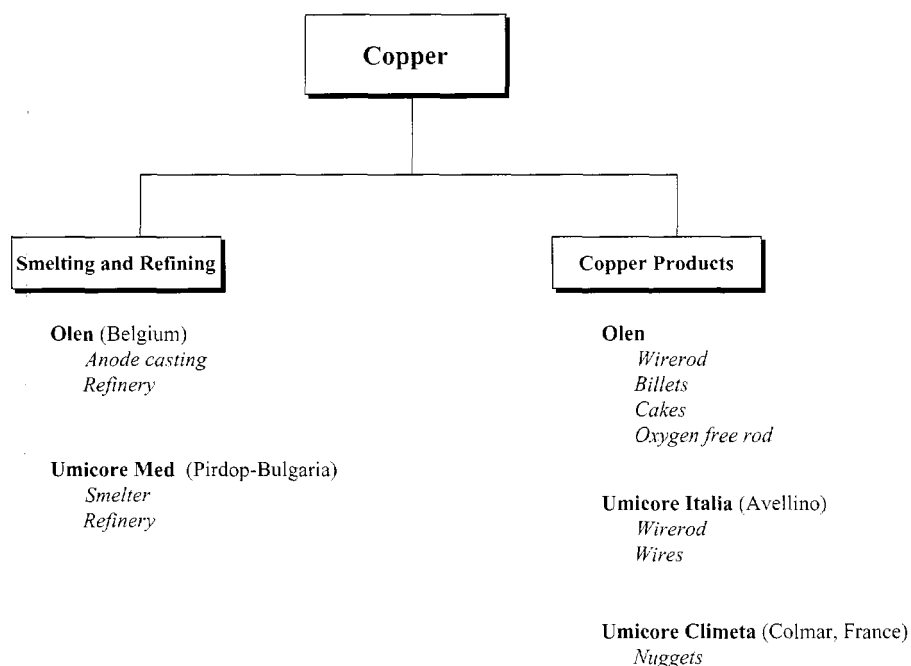 Copper
Smelting and Refining
Olen (Belgium)
Anode casting
Refinery
Umicore Med (Pirdop-Bulgaria)
Smelter
Refinery
Copper Products
Olen
Wirerod
Billets
Cakes
Oxygen free rod
Umicore Italia (Avellino)
Wirerod
Wires
Umicore Climeta (Colmar, France)
Nuggets